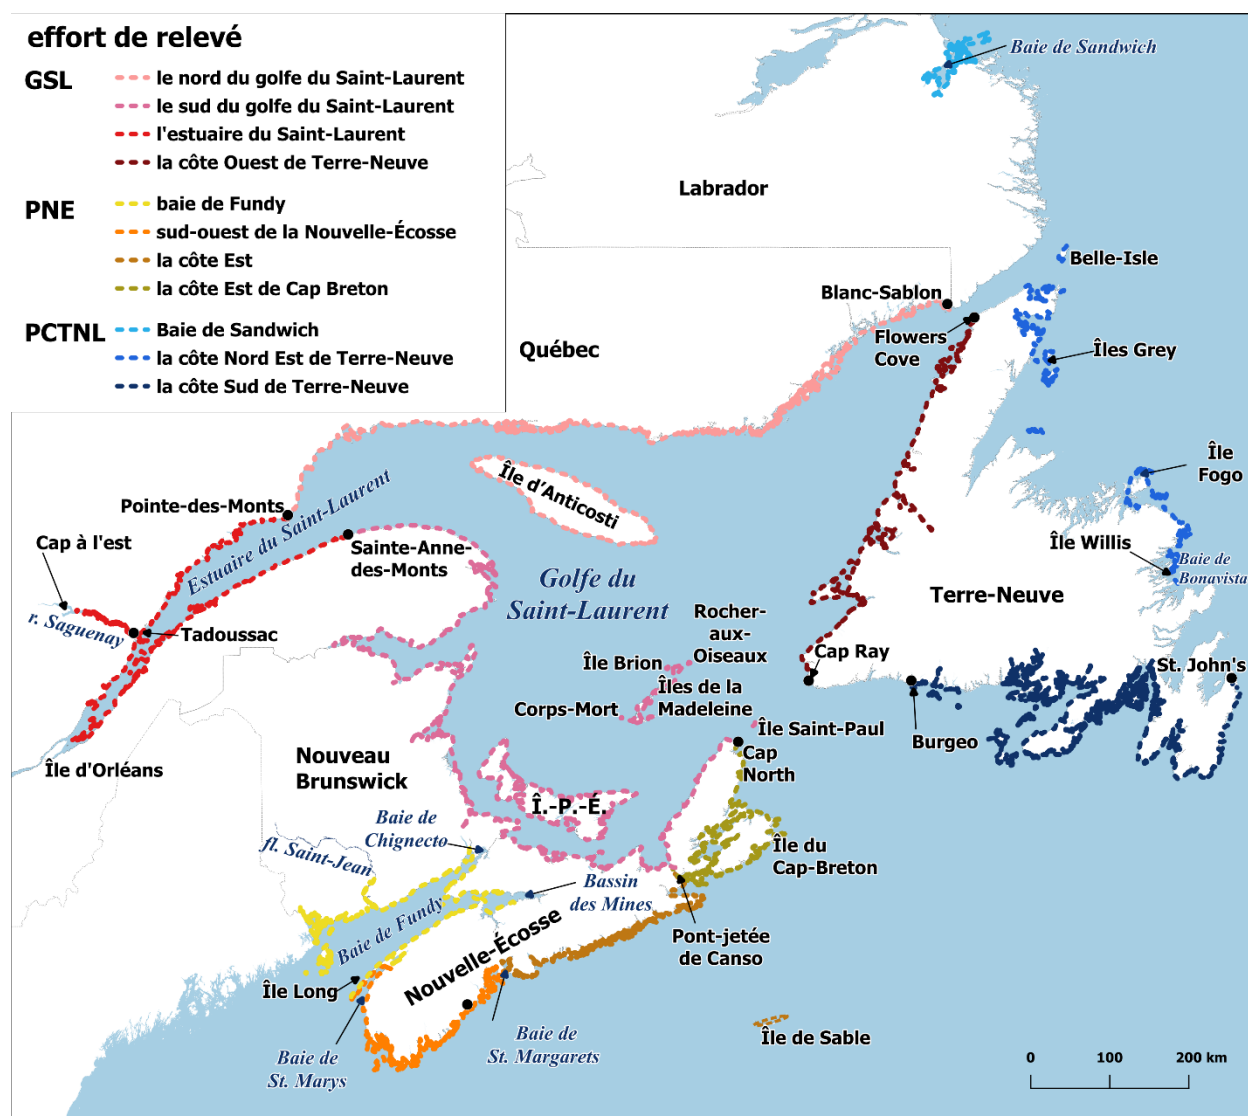 effort de relevé
GSL
le nord du golfe du Saint-Laurent
le sud du golfe du Saint-Laurent
l'estuaire du Saint-Laurent
la côte Ouest de Terre-Neuve
PNE
baie de Fundy
sud-ouest de la Nouvelle-Écosse
la côte Est
la côte Est de Cap Breton
PCTNL
Baie de Sandwich
la côte Nord Est de Terre-Neuve
la côte Sud de Terre-Neuve
Baie de Sandwich
Labrador
Belle-Isle
Blanc-Sablon
Flowers
Cove
Québec
Îles Grey
Île
Fogo
Île d'Anticosti
Pointe-des-Monts
Estuaire du Saint-Laurent
Cap à l'est
Sainte-Anne-
des-Monts
Île Willis
Baie de
Bonavista
Golfe du
Saint-Laurent
Terre-Neuve
r. Saguenay
Tadoussac
Rocher-
aux-
Oiseaux
Île Brion
Cap Ray
St. John's
Îles de la
Madeleine
Corps-Mort
Île Saint-Paul
Burgeo
Cap
North
Île d'Orléans
Nouveau
Brunswick
Î.-P.-É.
Baie de
Chignecto
fl. Saint-Jean
Île du
Cap-Breton
Bassin
des Mines
Baie de Fundy
Nouvelle-Écosse
Pont-jetée
de Canso
Île Long
Baie de
St. Marys
Baie de
St. Margarets
Île de Sable
0 100 200 km